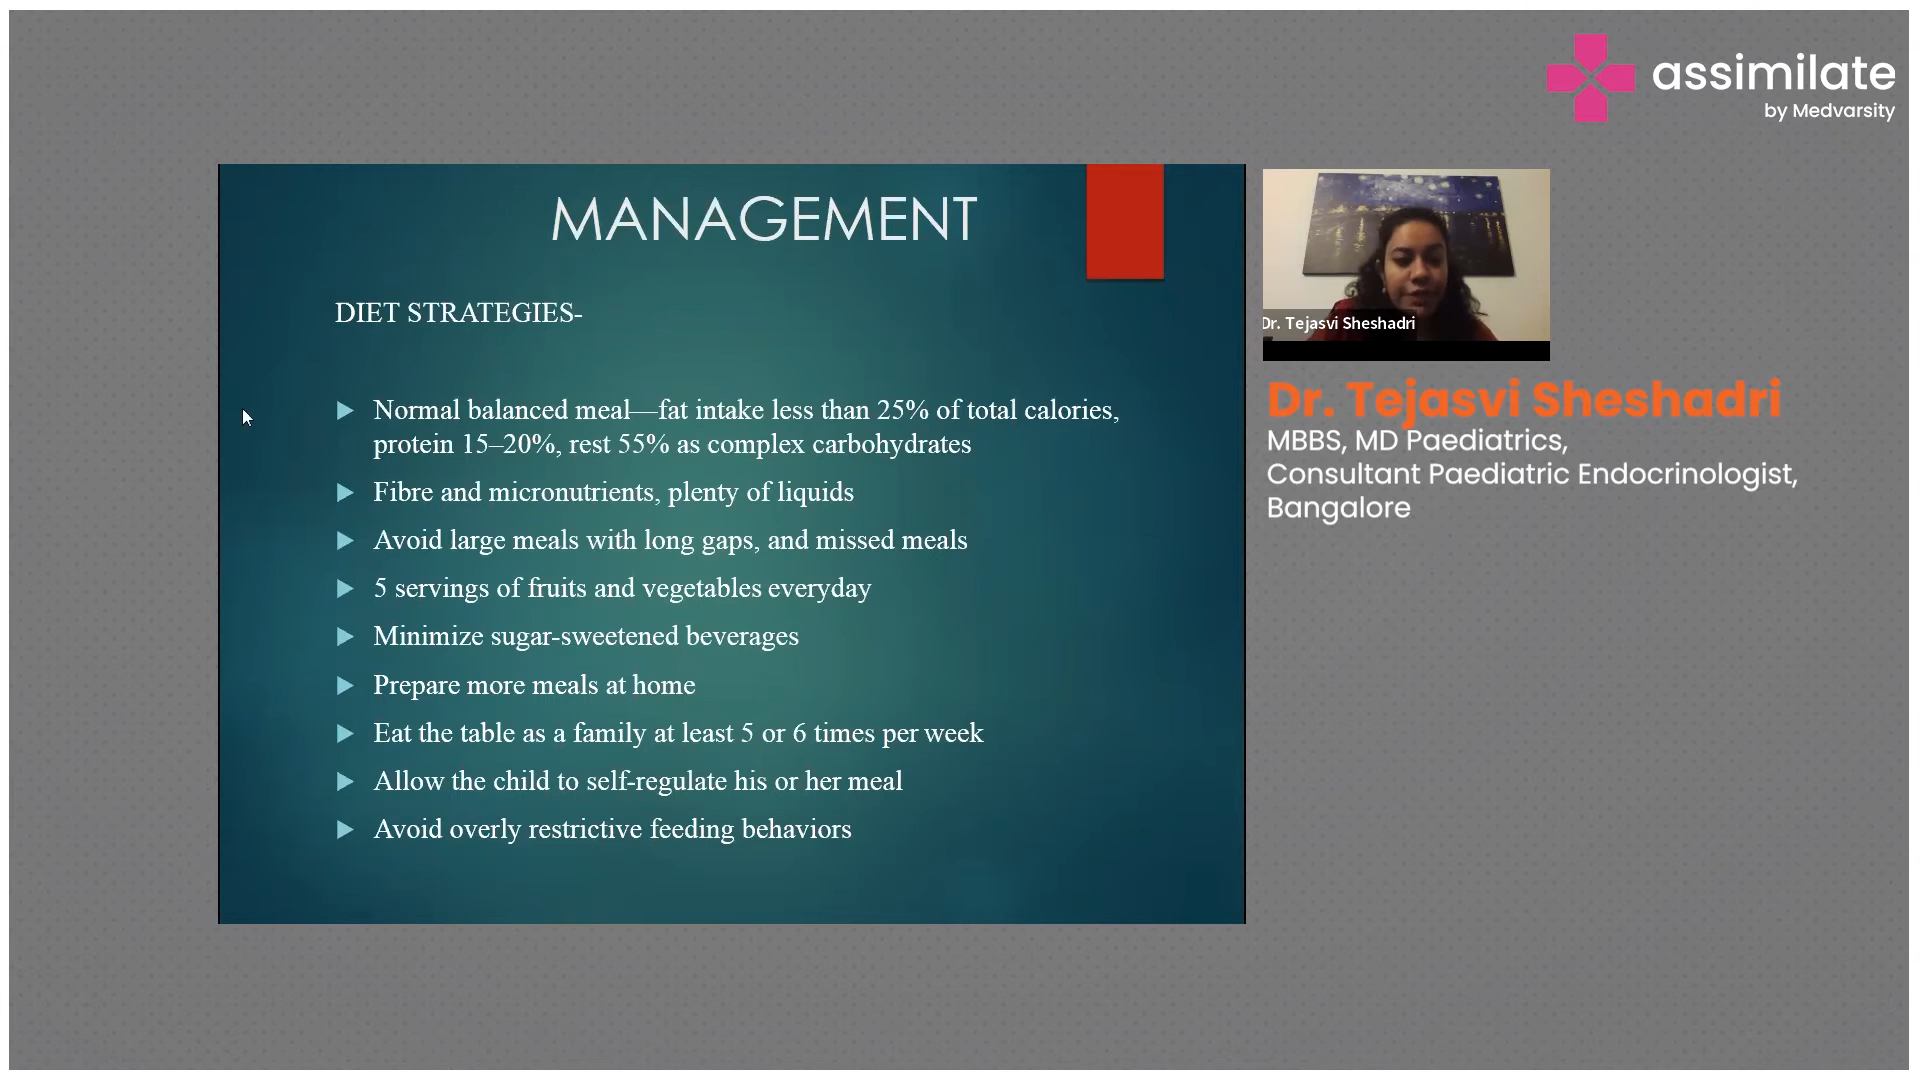 assimilate
by Medvarsity
MANAGEMENT
DIET STRATEGIES-
Normal balanced meal—fat intake less than 25% of total calories,
protein 15–20%, rest 55% as complex carbohydrates
Fibre and micronutrients, plenty of liquids
Avoid large meals with long gaps, and missed meals
5 servings of fruits and vegetables everyday
Minimize sugar-sweetened beverages
Prepare more meals at home
Eat the table as a family at least 5 or 6 times per week
Allow the child to self-regulate his or her meal
Avoid overly restrictive feeding behaviors
Dr. Tejasvi Sheshadri
Dr. Tejasvi Sheshadri
MBBS, MD Paediatrics,
Consultant Paediatric Endocrinologist,
Bangalore